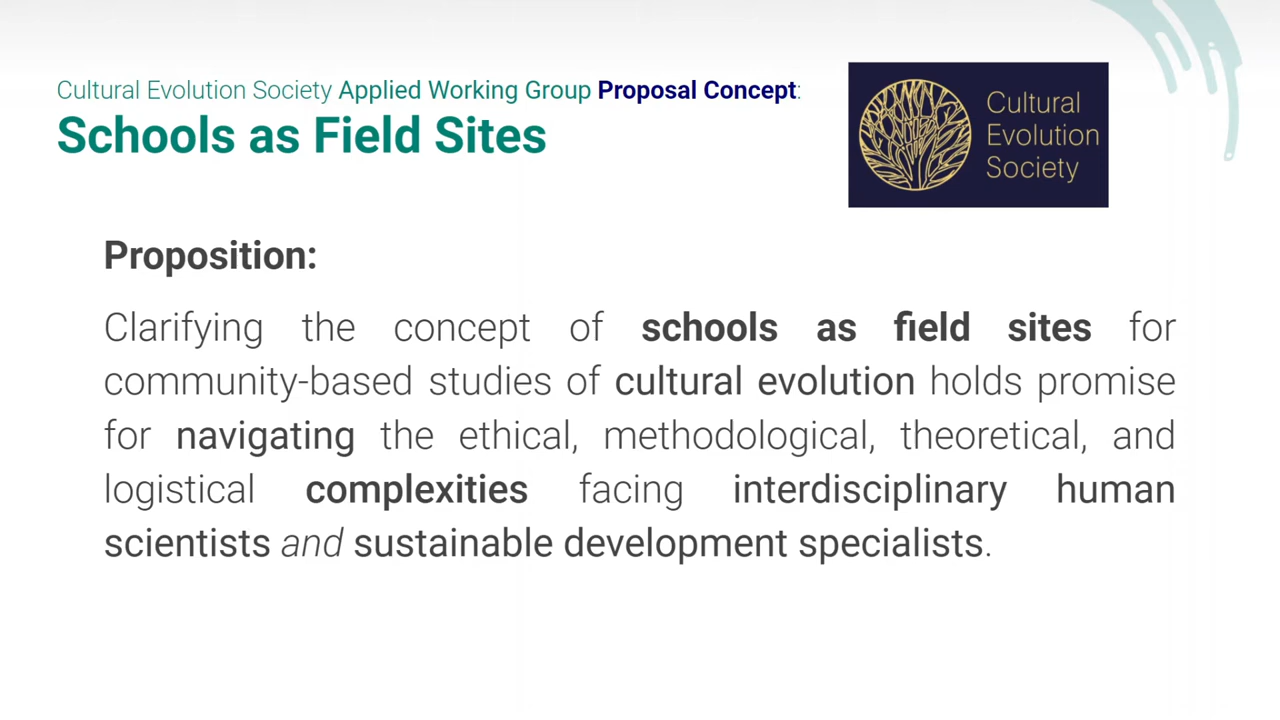 Cultural Evolution Society Applied Working Group Proposal Concept:
Schools as Field Sites
Cultural
Evolution
Society
Proposition:
Clarifying the concept of schools as field sites for
community-based studies of cultural evolution holds promise
for navigating the ethical, methodological, theoretical, and
logistical complexities facing interdisciplinary human
scientists and sustainable development specialists.